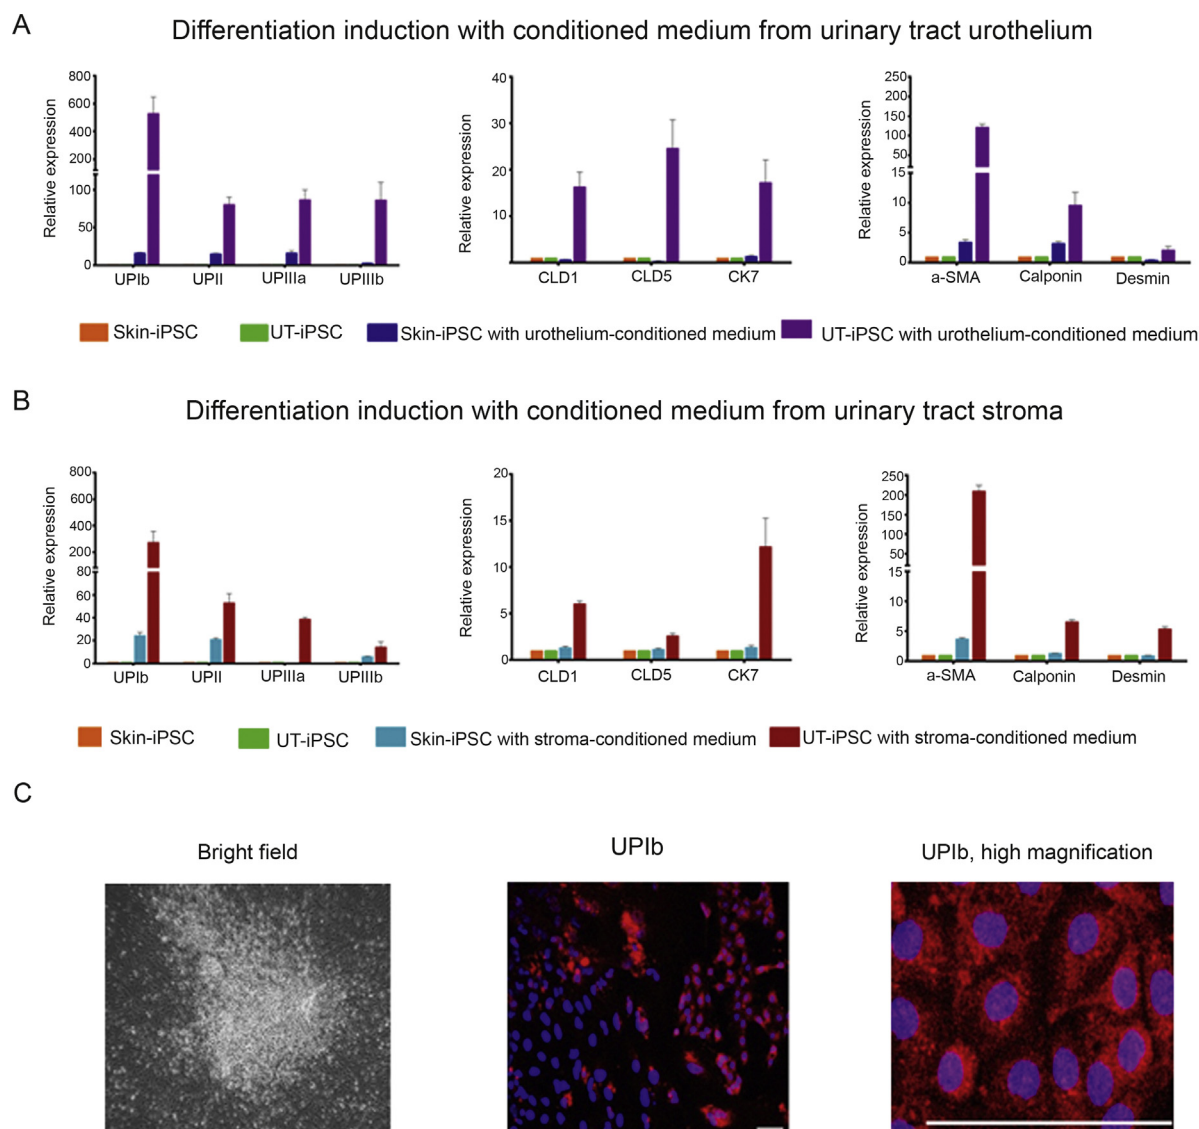 A
Differentiation induction with conditioned medium from urinary tract urothelium
Relative expression
800
600
400
200
100
50
0
UPIb UPII UPIIIa UPIIIb
Relative expression
40
30
20
10
CLD1 CLD5 CK7
Relative expression
250
200
150
100
50
15
10
5
0
a-SMA Calponin Desmin
Skin-iPSC UT-iPSC Skin-iPSC with urothelium-conditioned medium UT-iPSC with urothelium-conditioned medium
B
Differentiation induction with conditioned medium from urinary tract stroma
Relative expression
800
600
400
200
80
60
40
20
0
UPIb UPII UPIIIa UPIIIb
Relative expression
20
15
10
5
0
CLD1 CLD5 CK7
Relative expression
250
200
150
100
50
15
10
5
0
a-SMA Calponin Desmin
Skin-iPSC UT-iPSC Skin-iPSC with stroma-conditioned medium UT-iPSC with stroma-conditioned medium
C
Bright field
UPIb
UPIb, high magnification